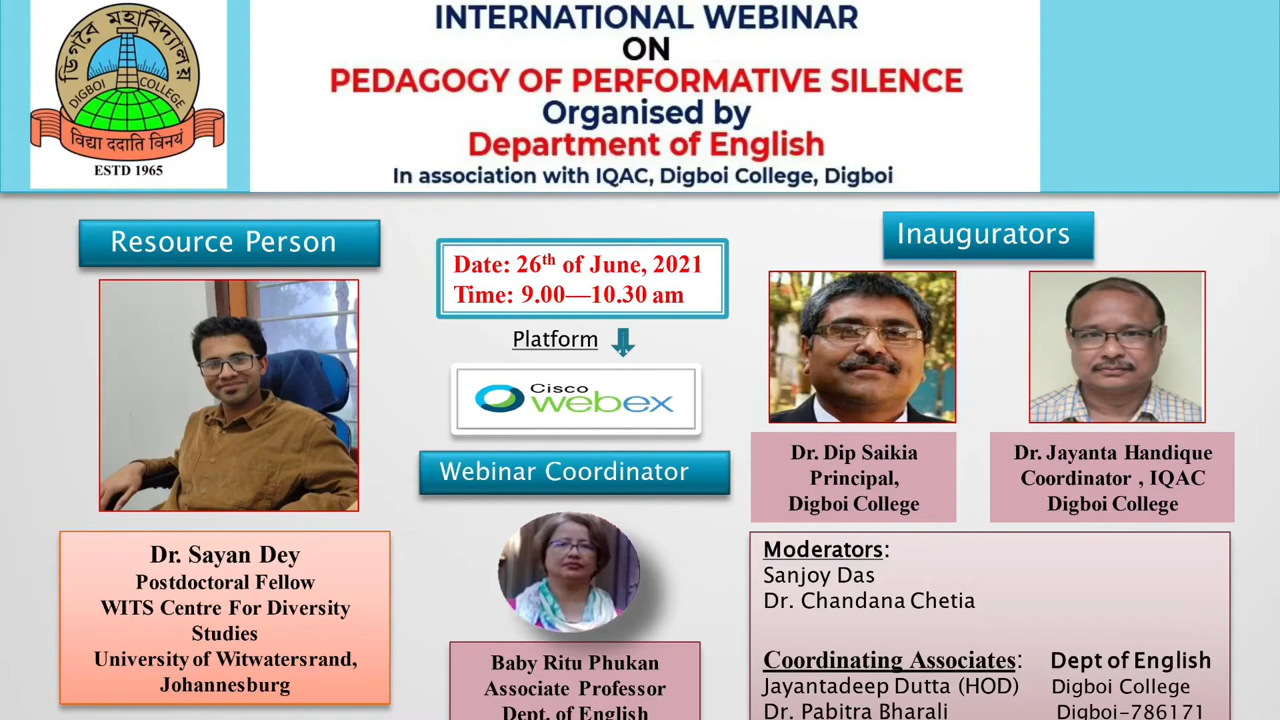 ডিগবৈ মহাবিদ্যালয়
DIGBOI COLLEGE
विद्या ददाति विनयं
ESTD 1965
INTERNATIONAL WEBINAR
ON
PEDAGOGY OF PERFORMATIVE SILENCE
Organised by
Department of English
In association with IQAC, Digboi College, Digboi
Resource Person
Dr. Sayan Dey
Postdoctoral Fellow
WITS Centre For Diversity
Studies
University of Witwatersrand,
Johannesburg
Date: 26th of June, 2021
Time: 9.00—10.30 am
Platform
Cisco
webex
Webinar Coordinator
Baby Ritu Phukan
Associate Professor
Dept. of English
Inaugurators
Dr. Dip Saikia
Principal,
Digboi College
Dr. Jayanta Handique
Coordinator , IQAC
Digboi College
Moderators:
Sanjoy Das
Dr. Chandana Chetia
Coordinating Associates:
Jayantadeep Dutta (HOD)
Dr. Pabitra Bharali
Dept of English
Digboi College
Digboi-786171